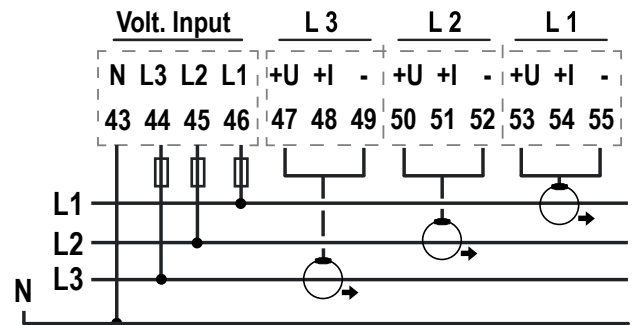 Volt. Input L 3 L 2 L 1
N L3 L2 L1 +U +I - +U +I - +U +I -
43 44 45 46 47 48 49 50 51 52 53 54 55
L1
L2
L3
N